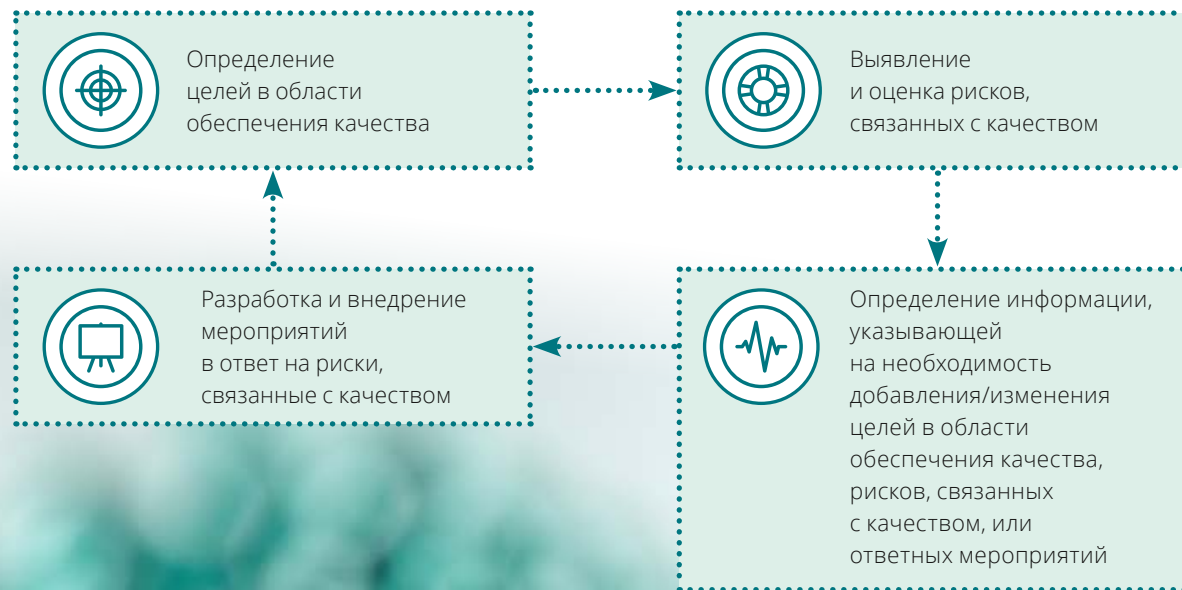 Определение
целей в области
обеспечения качества
Выявление
и оценка рисков,
связанных с качеством
Разработка и внедрение
мероприятий
в ответ на риски,
связанные с качеством
Определение информации,
указывающей
на необходимость
добавления/изменения
целей в области
обеспечения качества,
рисков, связанных
с качеством, или
ответных мероприятий